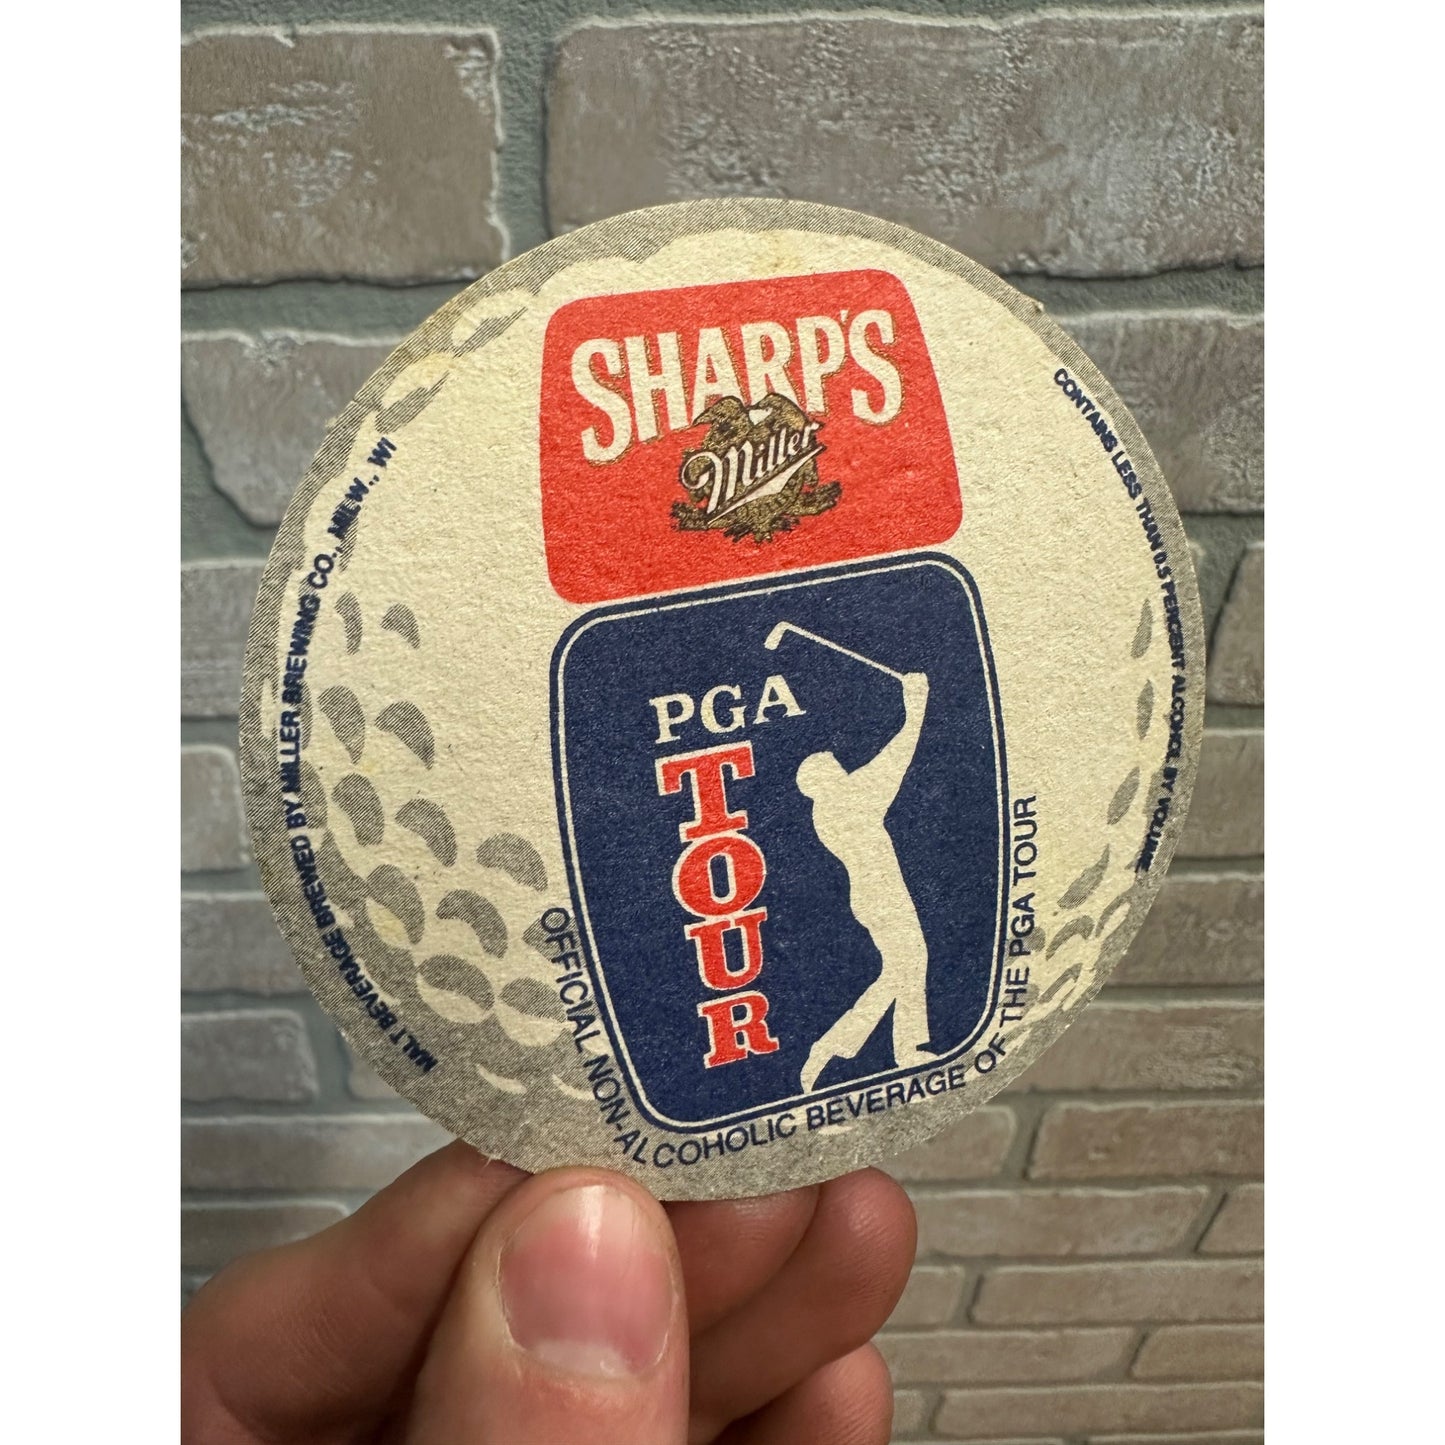 SHARP'S
Miller
PGA
TOUR
OFFICIAL NON-ALCOHOLIC BEVERAGE OF THE PGA TOUR
MALT BEVERAGE BREWED BY MILLER BREWING CO., MILW., WI
CONTAINS LESS THAN 0.5 PERCENT ALCOHOL BY VOLUME